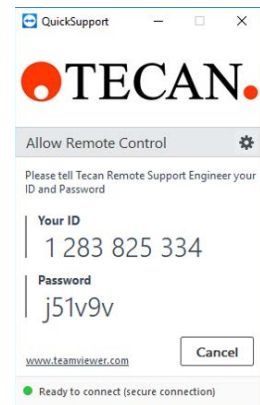 QuickSupport
TECAN.
Allow Remote Control
Please tell Tecan Remote Support Engineer your
ID and Password
Your ID
1 283 825 334
Password
j51v9v
www.teamviewer.com
Cancel
Ready to connect (secure connection)